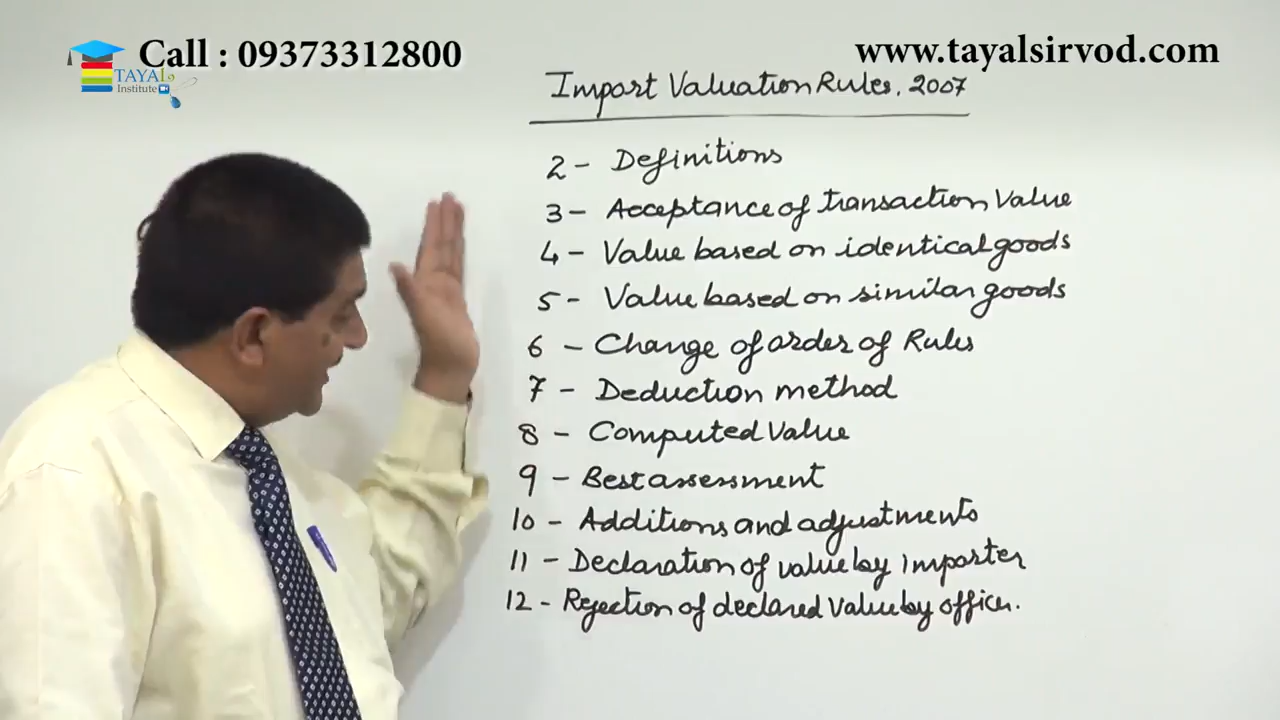 Call : 09373312800
www.tayalsirvod.com
TAYAL's
Institute
Import Valuation Rules, 2007
2 - Definitions
3 - Acceptance of transaction Value
4 - Value based on identical goods
5 - Value based on similar goods
6 - Change of order of Rules
7 - Deduction method
8 - Computed Value
9 - Best assessment
10 - Additions and adjustments
11 - Declaration of value by importer
12 - Rejection of declared value by officer.